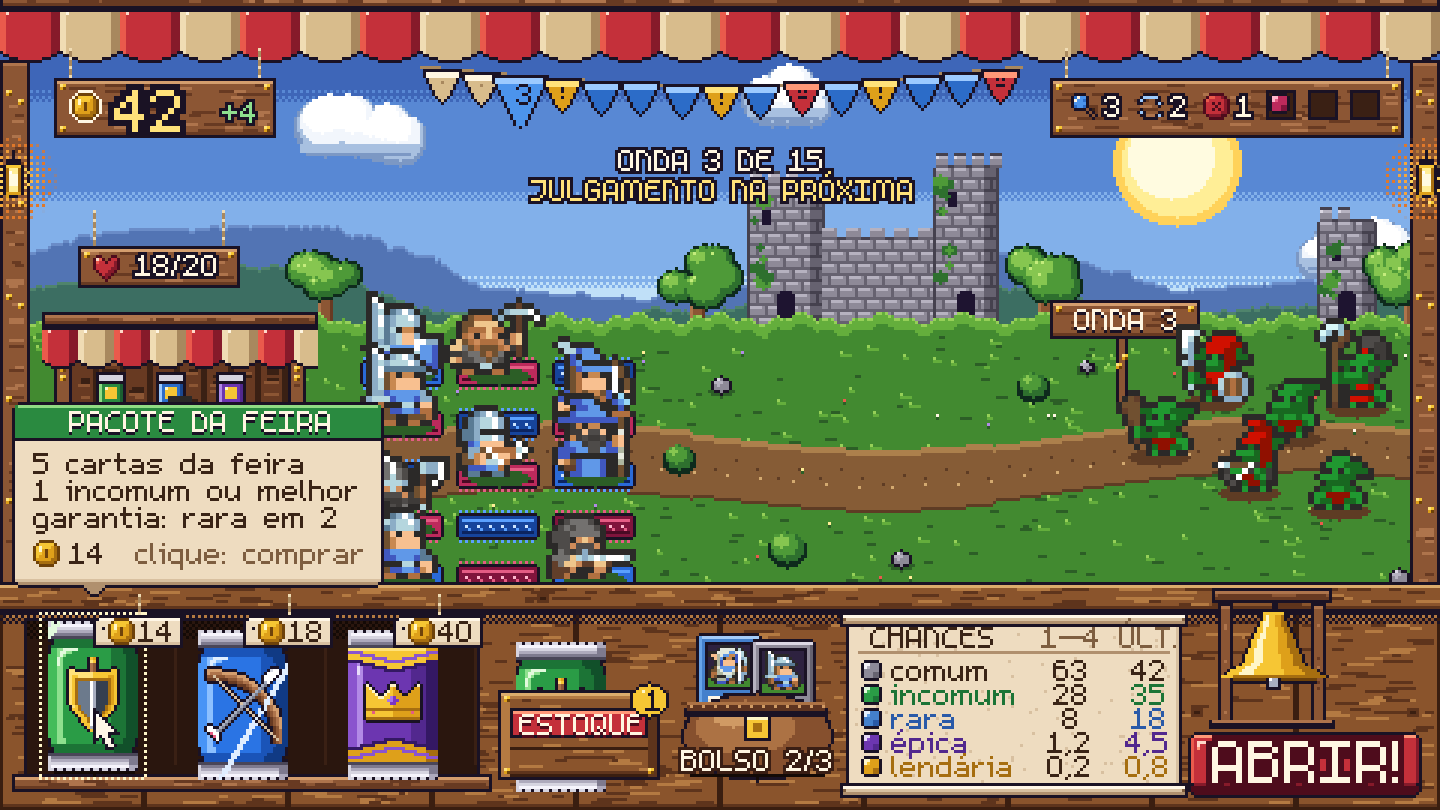 42 +4
3
3 2 1
ONDA 3 DE 15,
JULGAMENTO NA PRÓXIMA
18/20
ONDA 3
PACOTE DA FEIRA
5 cartas da feira
1 incomum ou melhor
garantia: rara em 2
14 clique: comprar
14
18
40
ESTOQUE
1
BOLSO 2/3
CHANCES 1—4 ÚLT.
comum 63 42
incomum 28 35
rara 8 18
épica 1,2 4,5
lendária 0,2 0,8
ABRIR!